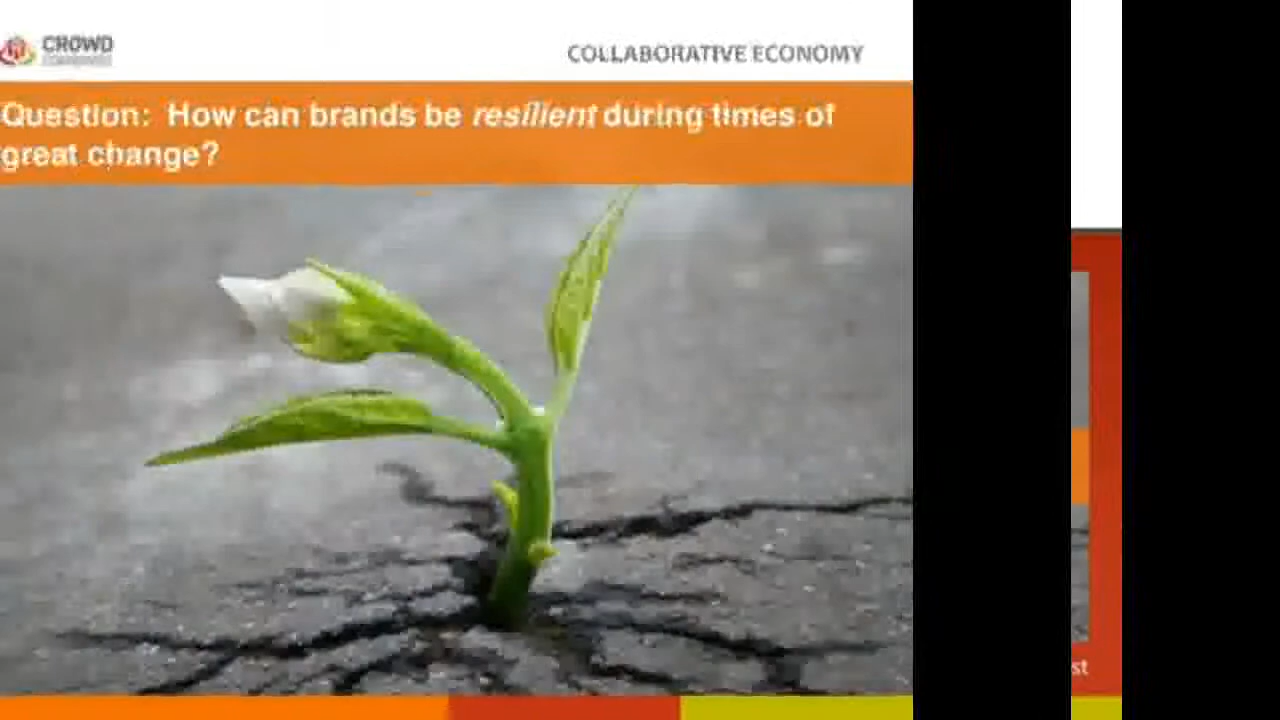 CROWD
COLLABORATIVE ECONOMY
Question: How can brands be resilient during times of
great change?
st